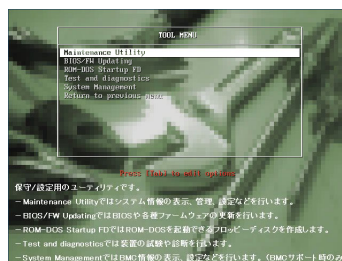 TOOL MENU
Maintenance Utility
BIOS/FW Updating
ROM-DOS Startup FD
Test and diagnostics
System Management
Return to previous menu
Press [Tab] to edit options
保守/設定用のユーティリティです。
－Maintenance Utilityではシステム情報の表示、管理、設定などを行います。
－BIOS/FW UpdatingではBIOSや各種ファームウェアの更新を行います。
－ROM-DOS Startup FDではROM-DOSを起動できるフロッピーディスクを作成します。
－Test and diagnosticsでは装置の試験や診断を行います。
－System ManagementではBMC情報の表示、設定などを行います。（BMCサポート時のみ